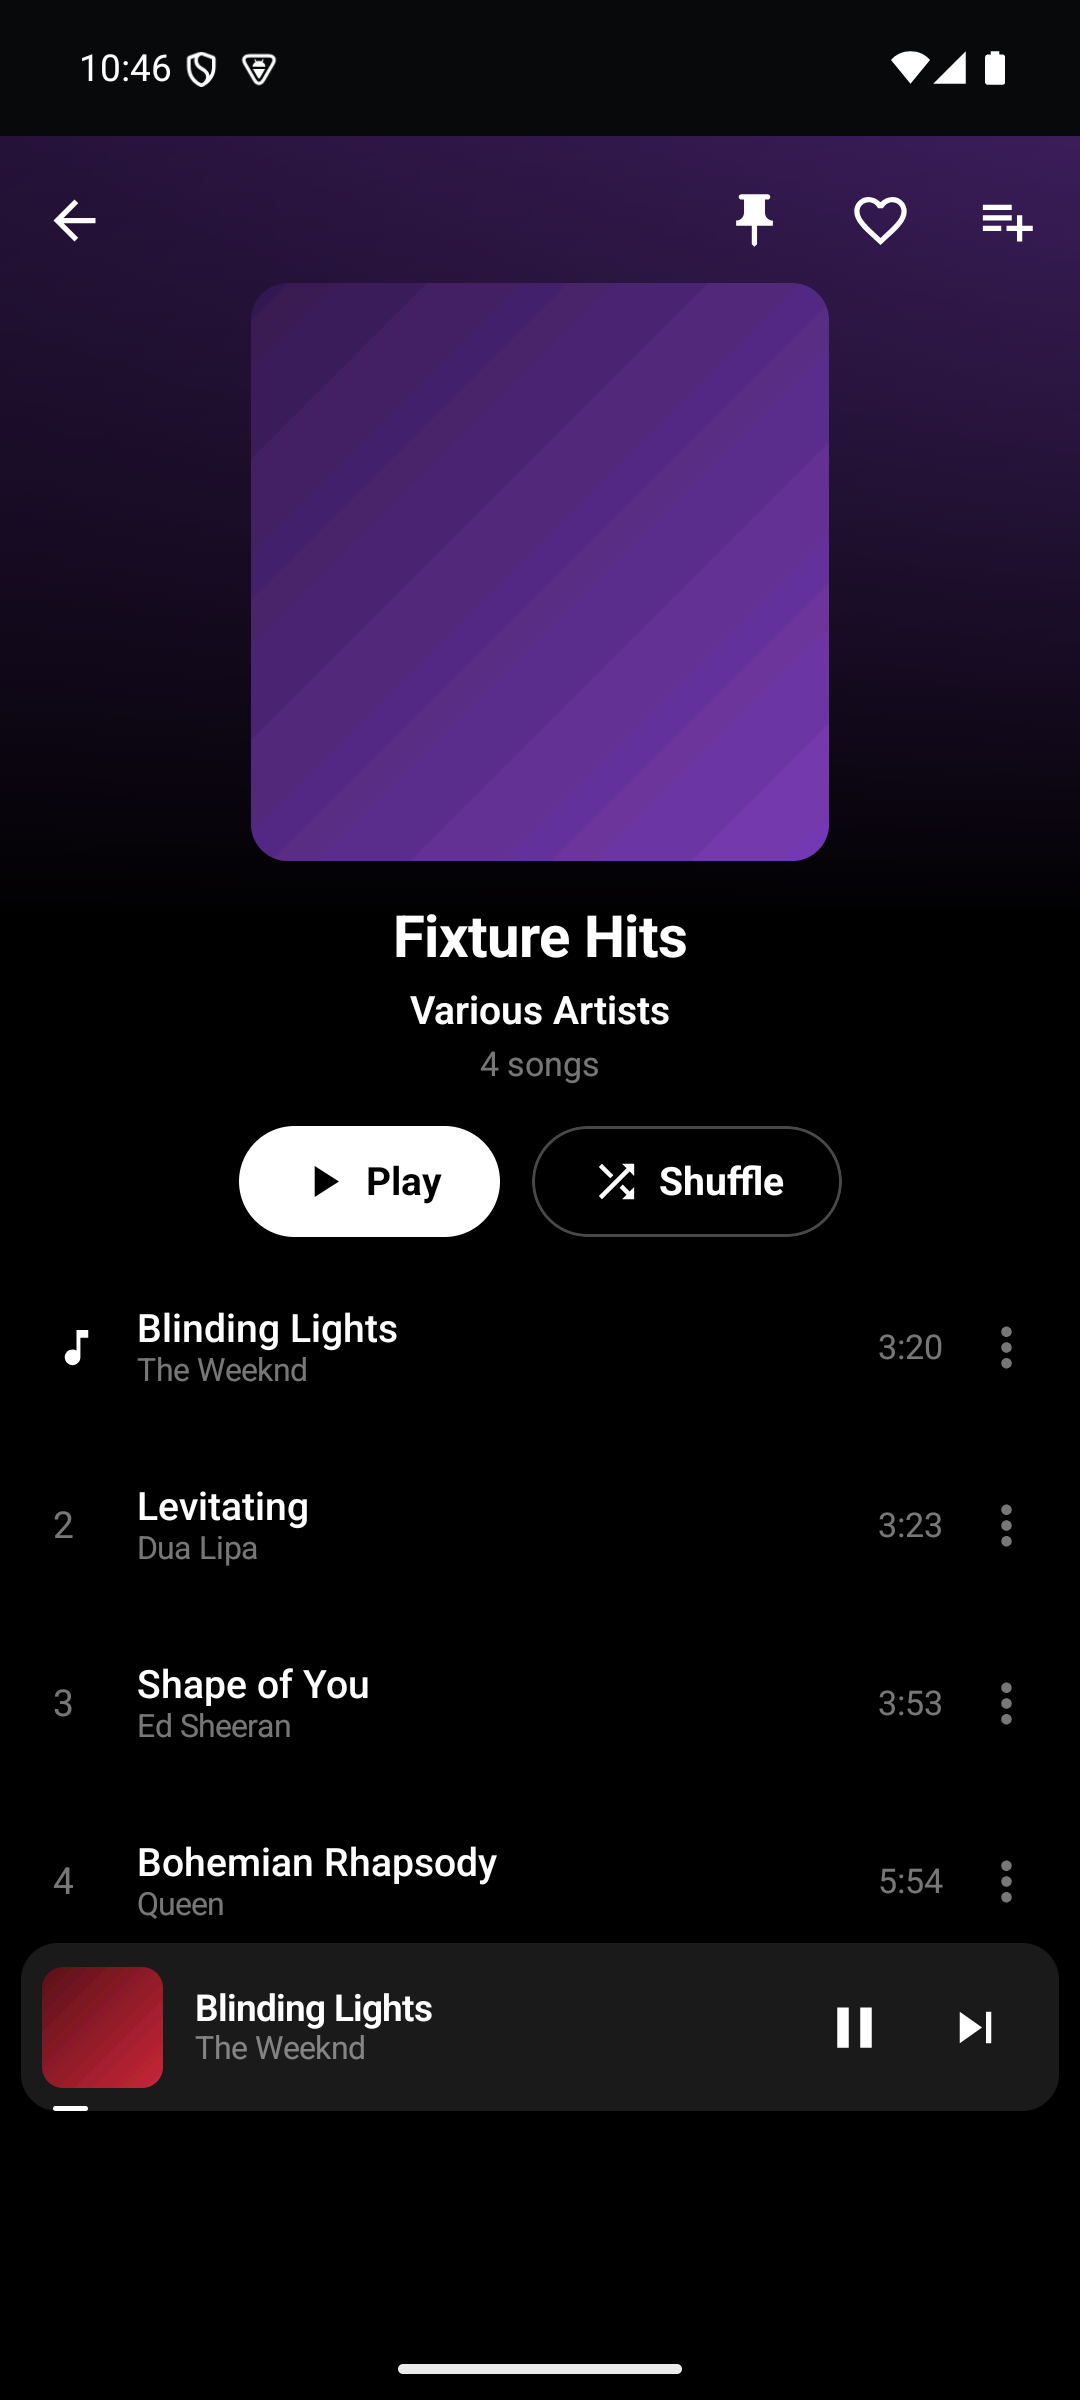 10:46
Fixture Hits
Various Artists
4 songs
Play
Shuffle
Blinding Lights
The Weeknd
3:20
2
Levitating
Dua Lipa
3:23
3
Shape of You
Ed Sheeran
3:53
4
Bohemian Rhapsody
Queen
5:54
Blinding Lights
The Weeknd